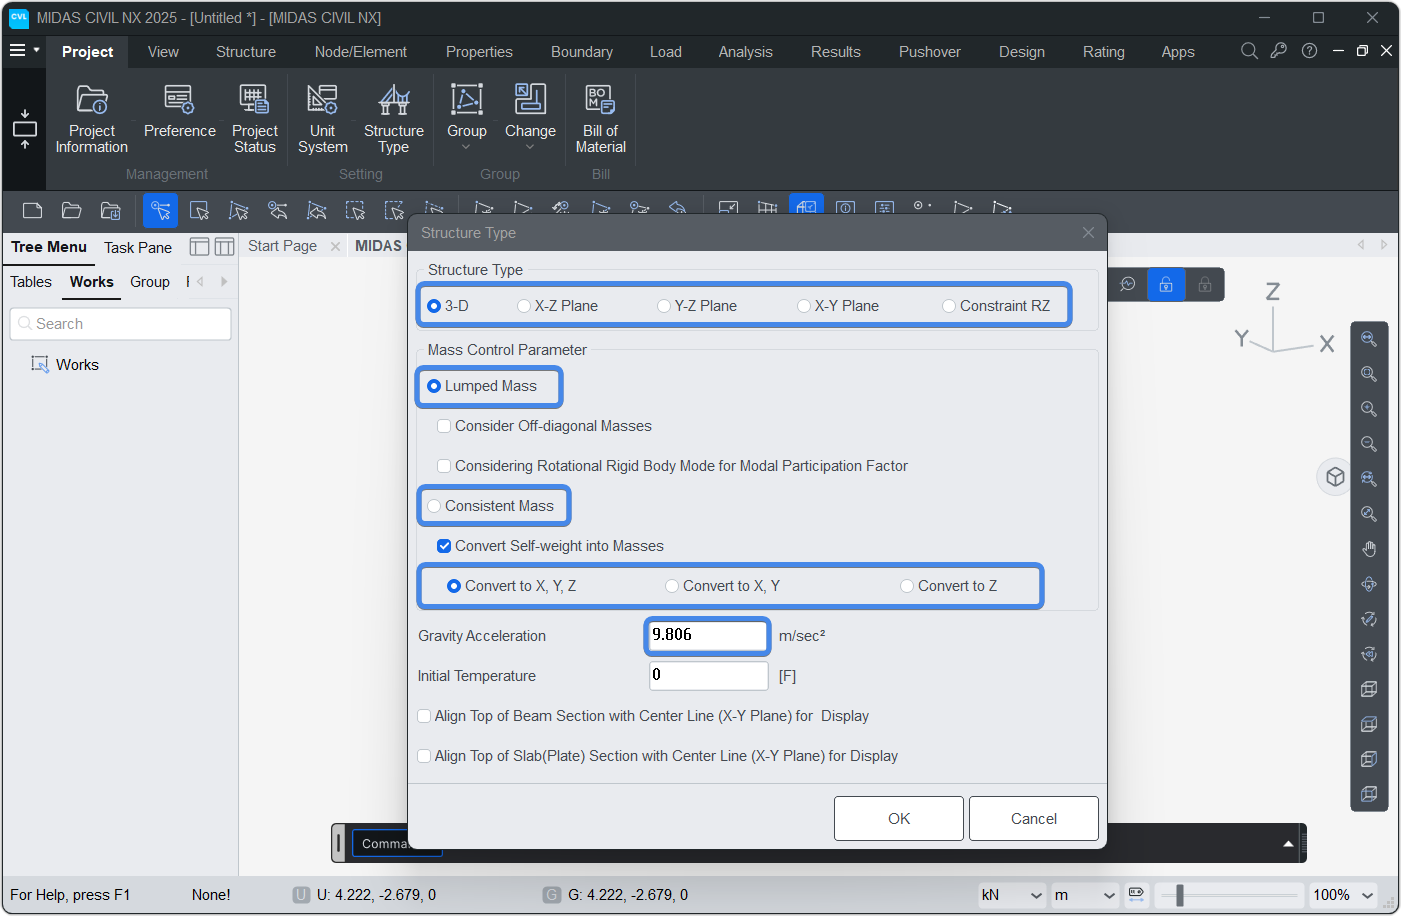 CVL MIDAS CIVIL NX 2025 - [Untitled *] - [MIDAS CIVIL NX]
Project View Structure Node/Element Properties Boundary Load Analysis Results Pushover Design Rating Apps
Project Information
Preference
Project Status
Unit System
Structure Type
Group
Change
BOM
Bill of Material
Management Setting Group Bill
Tree Menu Task Pane Start Page MIDAS
Structure Type
Tables Works Group
Search
Works
Structure Type
3-D X-Z Plane Y-Z Plane X-Y Plane Constraint RZ
Mass Control Parameter
Lumped Mass
Consider Off-diagonal Masses
Considering Rotational Rigid Body Mode for Modal Participation Factor
Consistent Mass
Convert Self-weight into Masses
Convert to X, Y, Z Convert to X, Y Convert to Z
Gravity Acceleration 9.806 m/sec²
Initial Temperature 0 [F]
Align Top of Beam Section with Center Line (X-Y Plane) for Display
Align Top of Slab(Plate) Section with Center Line (X-Y Plane) for Display
OK Cancel
Z
Y X
For Help, press F1 None! U U: 4.222, -2.679, 0 G G: 4.222, -2.679, 0 kN m 100%